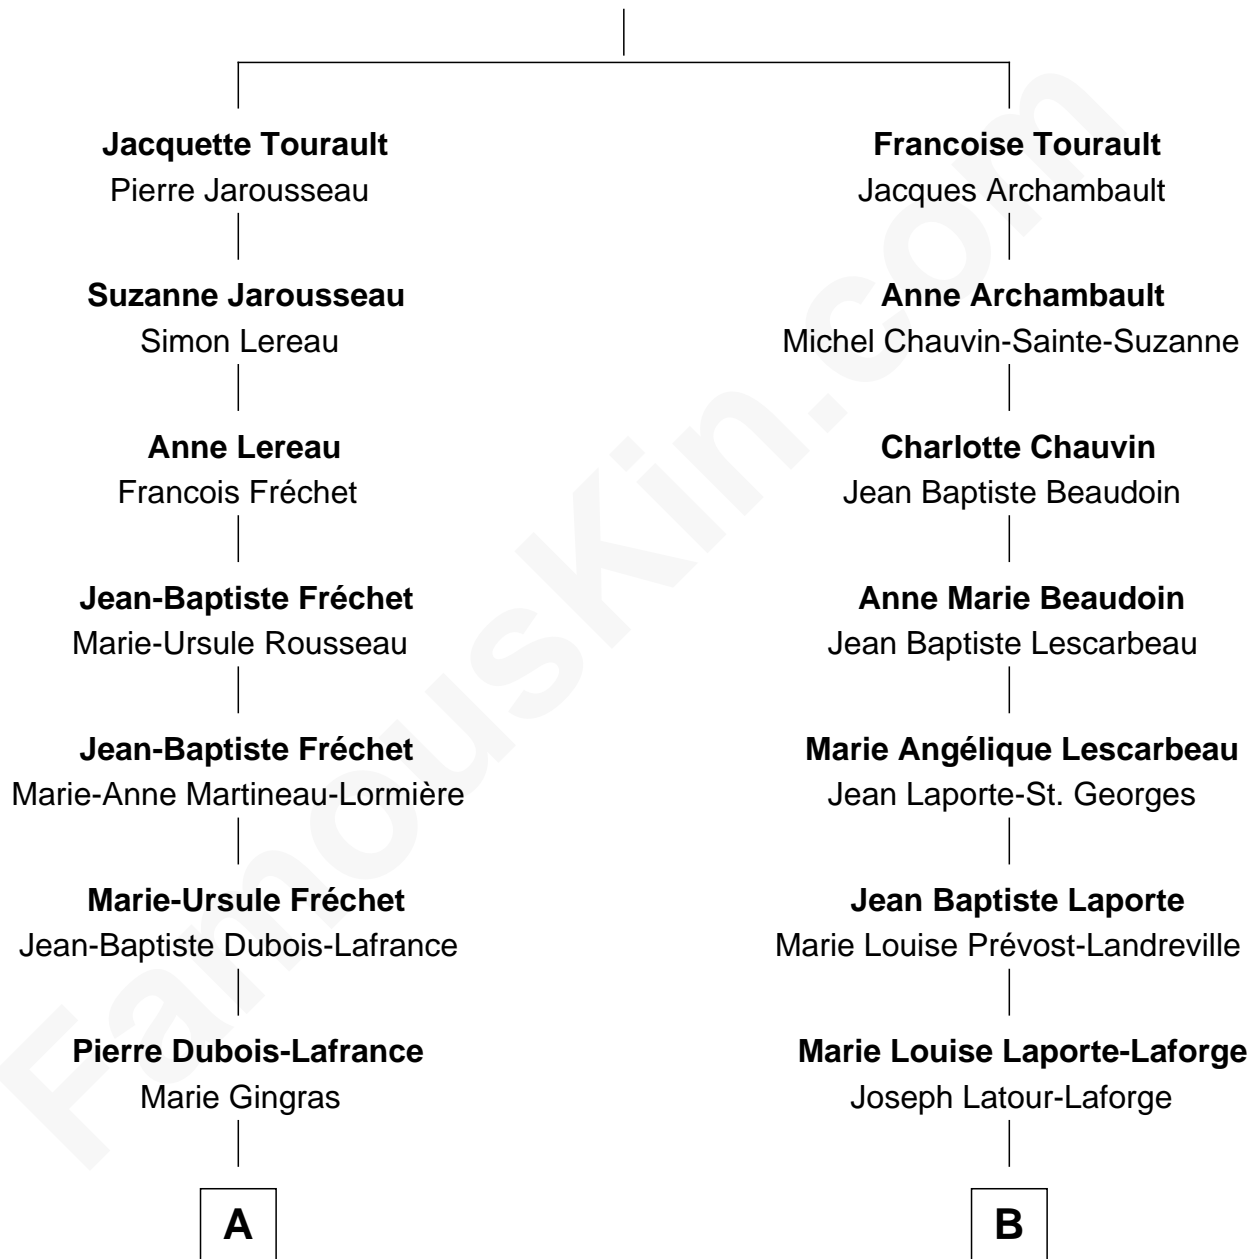 Jacquette Tourault
Pierre Jarousseau
Suzanne Jarousseau
Simon Lereau
Anne Lereau
Francois Fréchet
Jean-Baptiste Fréchet
Marie-Ursule Rousseau
Jean-Baptiste Fréchet
Marie-Anne Martineau-Lormière
Marie-Ursule Fréchet
Jean-Baptiste Dubois-Lafrance
Pierre Dubois-Lafrance
Marie Gingras
A
Francoise Tourault
Jacques Archambault
Anne Archambault
Michel Chauvin-Sainte-Suzanne
Charlotte Chauvin
Jean Baptiste Beaudoin
Anne Marie Beaudoin
Jean Baptiste Lescarbeau
Marie Angélique Lescarbeau
Jean Laporte-St. Georges
Jean Baptiste Laporte
Marie Louise Prévost-Landreville
Marie Louise Laporte-Laforge
Joseph Latour-Laforge
B
FamousKin.com